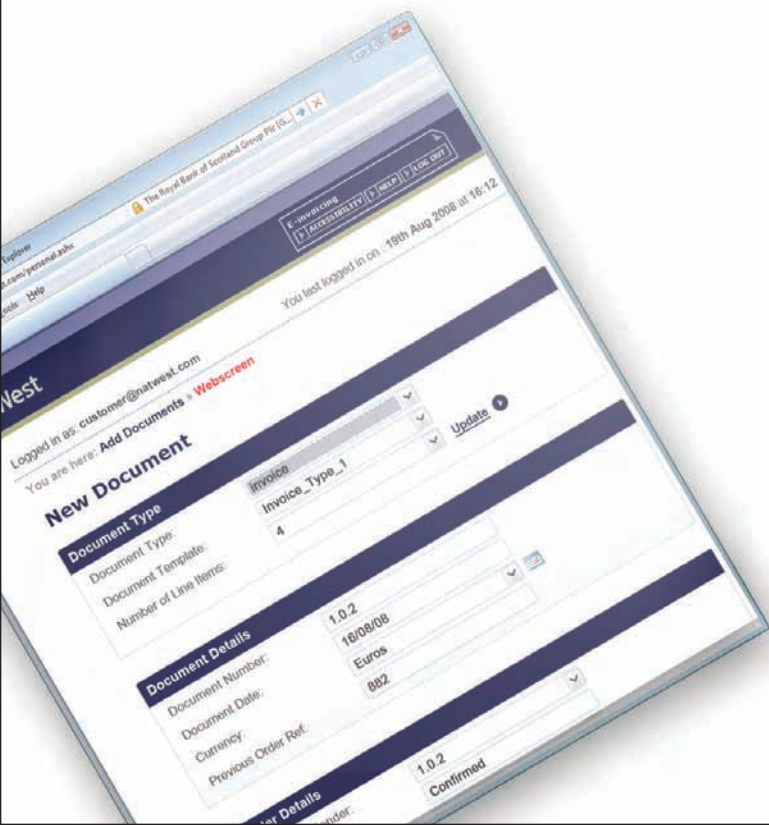 The Royal Bank of Scotland Group Plc [G...
Explorer
t.com/personal.ashx
Tools Help
E-invoicing
ACCESSIBILITY HELP LOG OUT
West
Logged in as: customer@natwest.com
You last logged in on : 19th Aug 2008 at 16:12
You are here: Add Documents » Webscreen
New Document
Document Type
Document Type: Invoice
Document Template: Invoice_Type_1
Number of Line Items: 4
Update
Document Details
Document Number: 1.0.2
Document Date: 16/08/08
Currency: Euros
Previous Order Ref: 882
Details
1.0.2
Confirmed